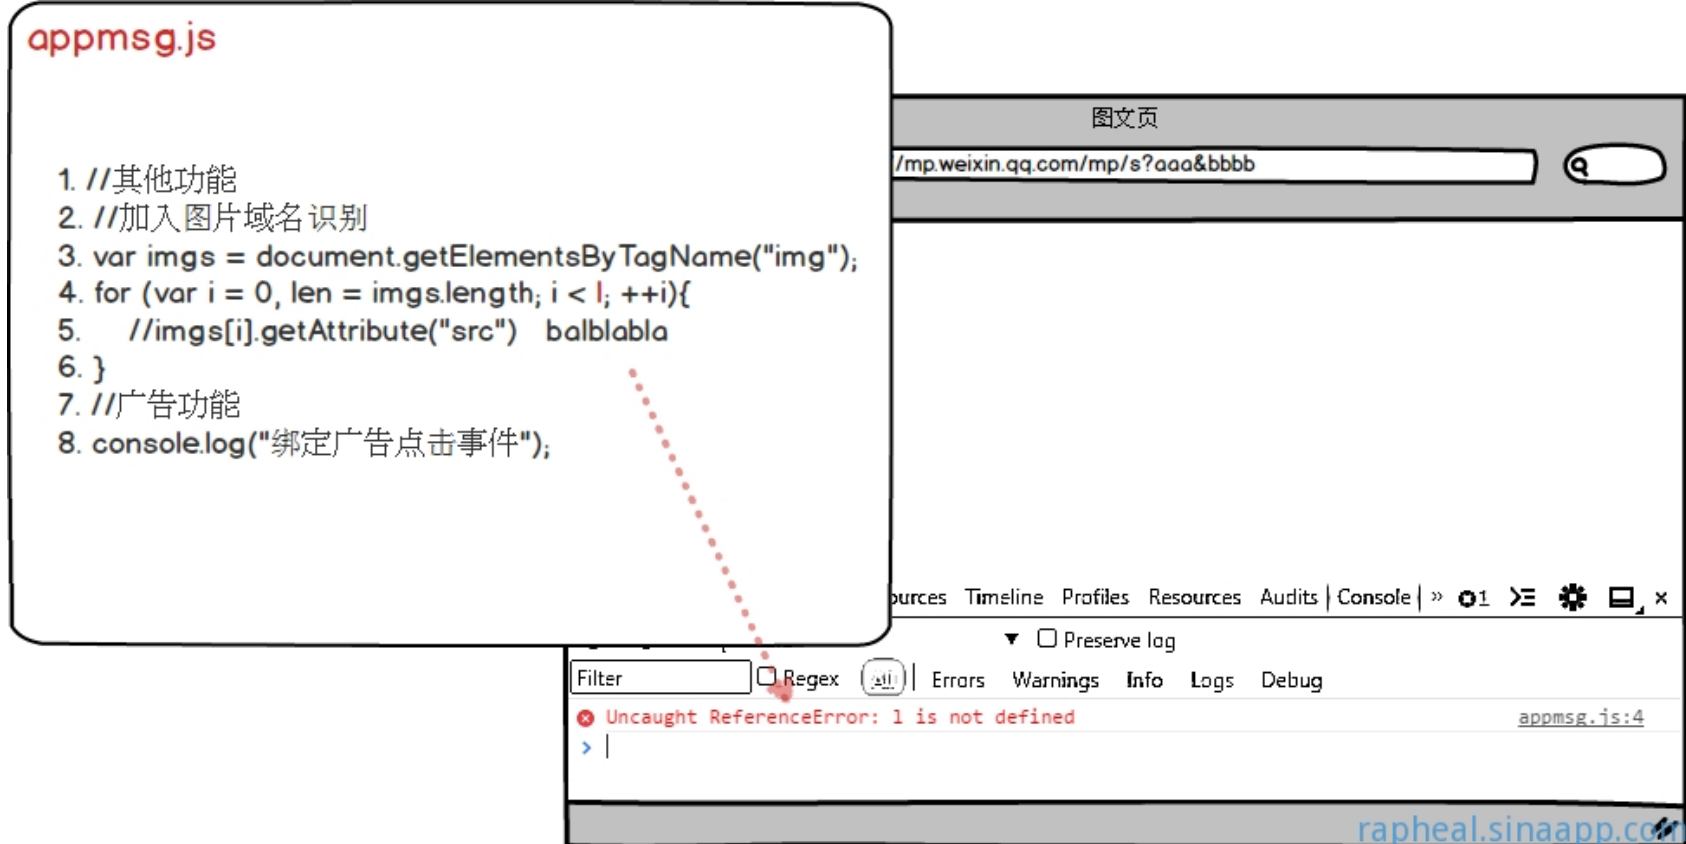 appmsg.js
1. //其他功能
2. //加入图片域名识别
3. var imgs = document.getElementsByTagName("img");
4. for (var i = 0, len = imgs.length; i < l; ++i){
5. //imgs[i].getAttribute("src") balblabla
6. }
7. //广告功能
8. console.log("绑定广告点击事件");
图文页
//mp.weixin.qq.com/mp/s?aaa&bbbb
ources Timeline Profiles Resources Audits Console » 1 ×
▼ Preserve log
Filter Regex All Errors Warnings Info Logs Debug
Uncaught ReferenceError: l is not defined appmsg.js:4
>
rapheal.sinaapp.com